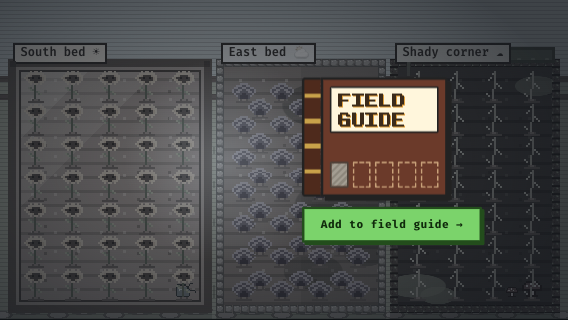 South bed ☀
East bed ⛅
Shady corner ☁
FIELD
GUIDE
Add to field guide →